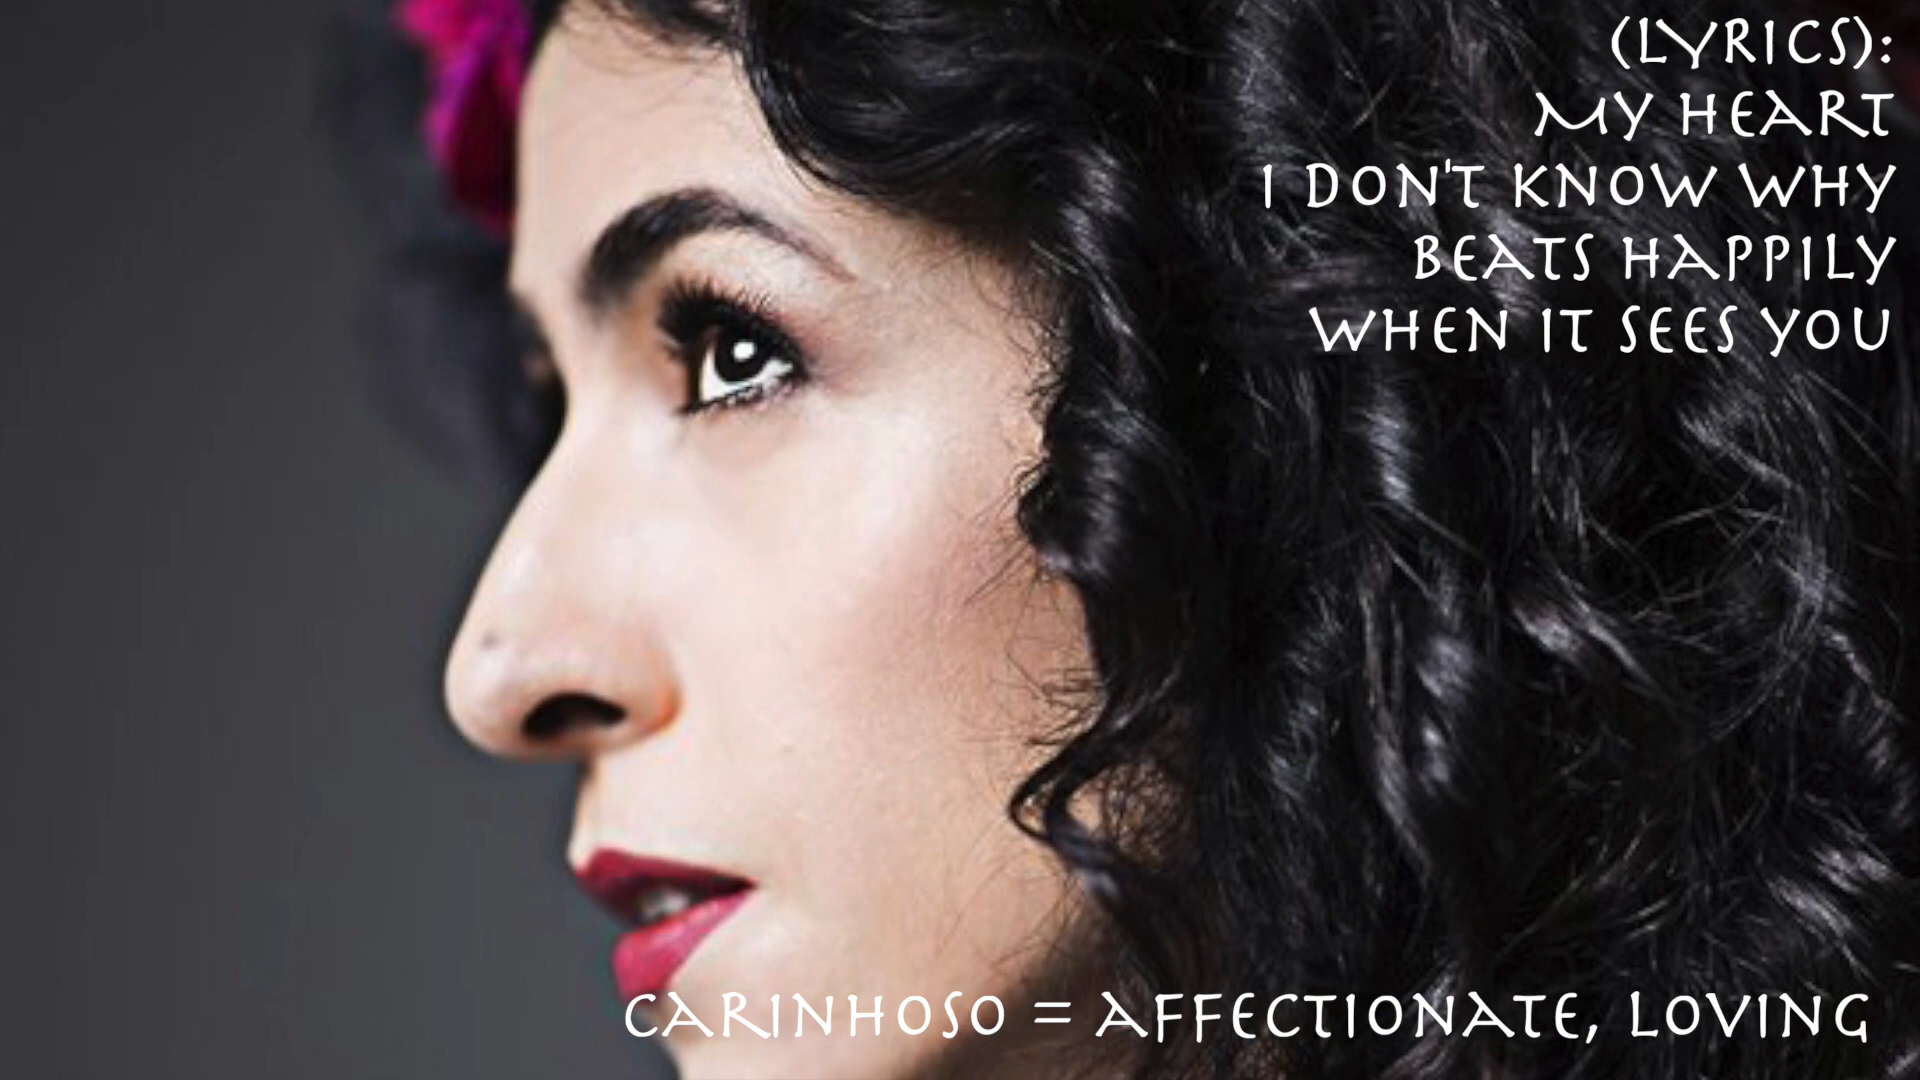 (LYRICS):
MY HEART
I DON'T KNOW WHY
BEATS HAPPILY
WHEN IT SEES YOU
CARINHOSO = AFFECTIONATE, LOVING